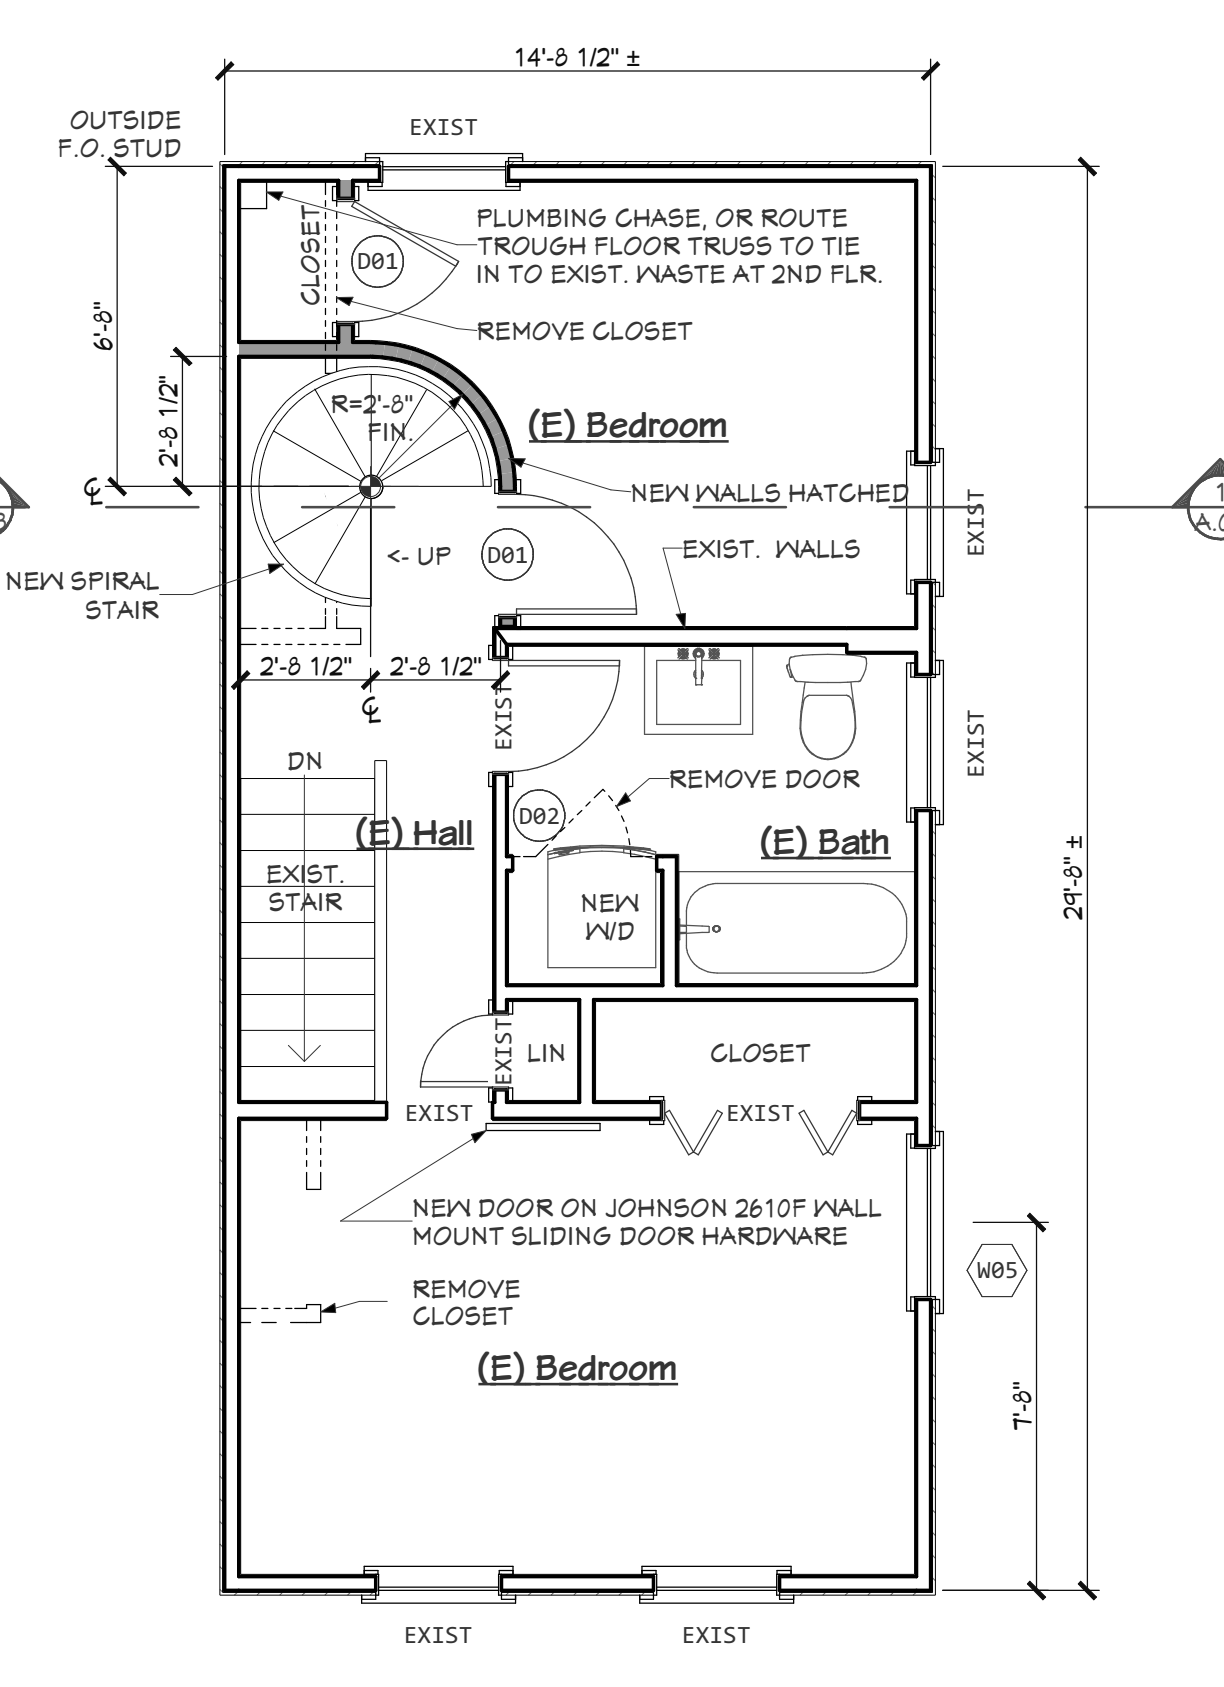 14'-8 1/2" ±
OUTSIDE
F.O. STUD
EXIST
CLOSET
D01
PLUMBING CHASE, OR ROUTE
TROUGH FLOOR TRUSS TO TIE
IN TO EXIST. WASTE AT 2ND FLR.
REMOVE CLOSET
6'-8"
2'-8 1/2"
R=2'-8"
FIN.
(E) Bedroom
NEW WALLS HATCHED
EXIST
1
<- UP
D01
EXIST. WALLS
NEW SPIRAL
STAIR
2'-8 1/2"
2'-8 1/2"
EXIST
EXIST
DN
REMOVE DOOR
D02
(E) Hall
(E) Bath
EXIST.
STAIR
NEW
W/D
29'-8" ±
EXIST
LIN
CLOSET
EXIST
EXIST
NEW DOOR ON JOHNSON 2610F WALL
MOUNT SLIDING DOOR HARDWARE
W05
REMOVE
CLOSET
(E) Bedroom
7'-8"
EXIST
EXIST